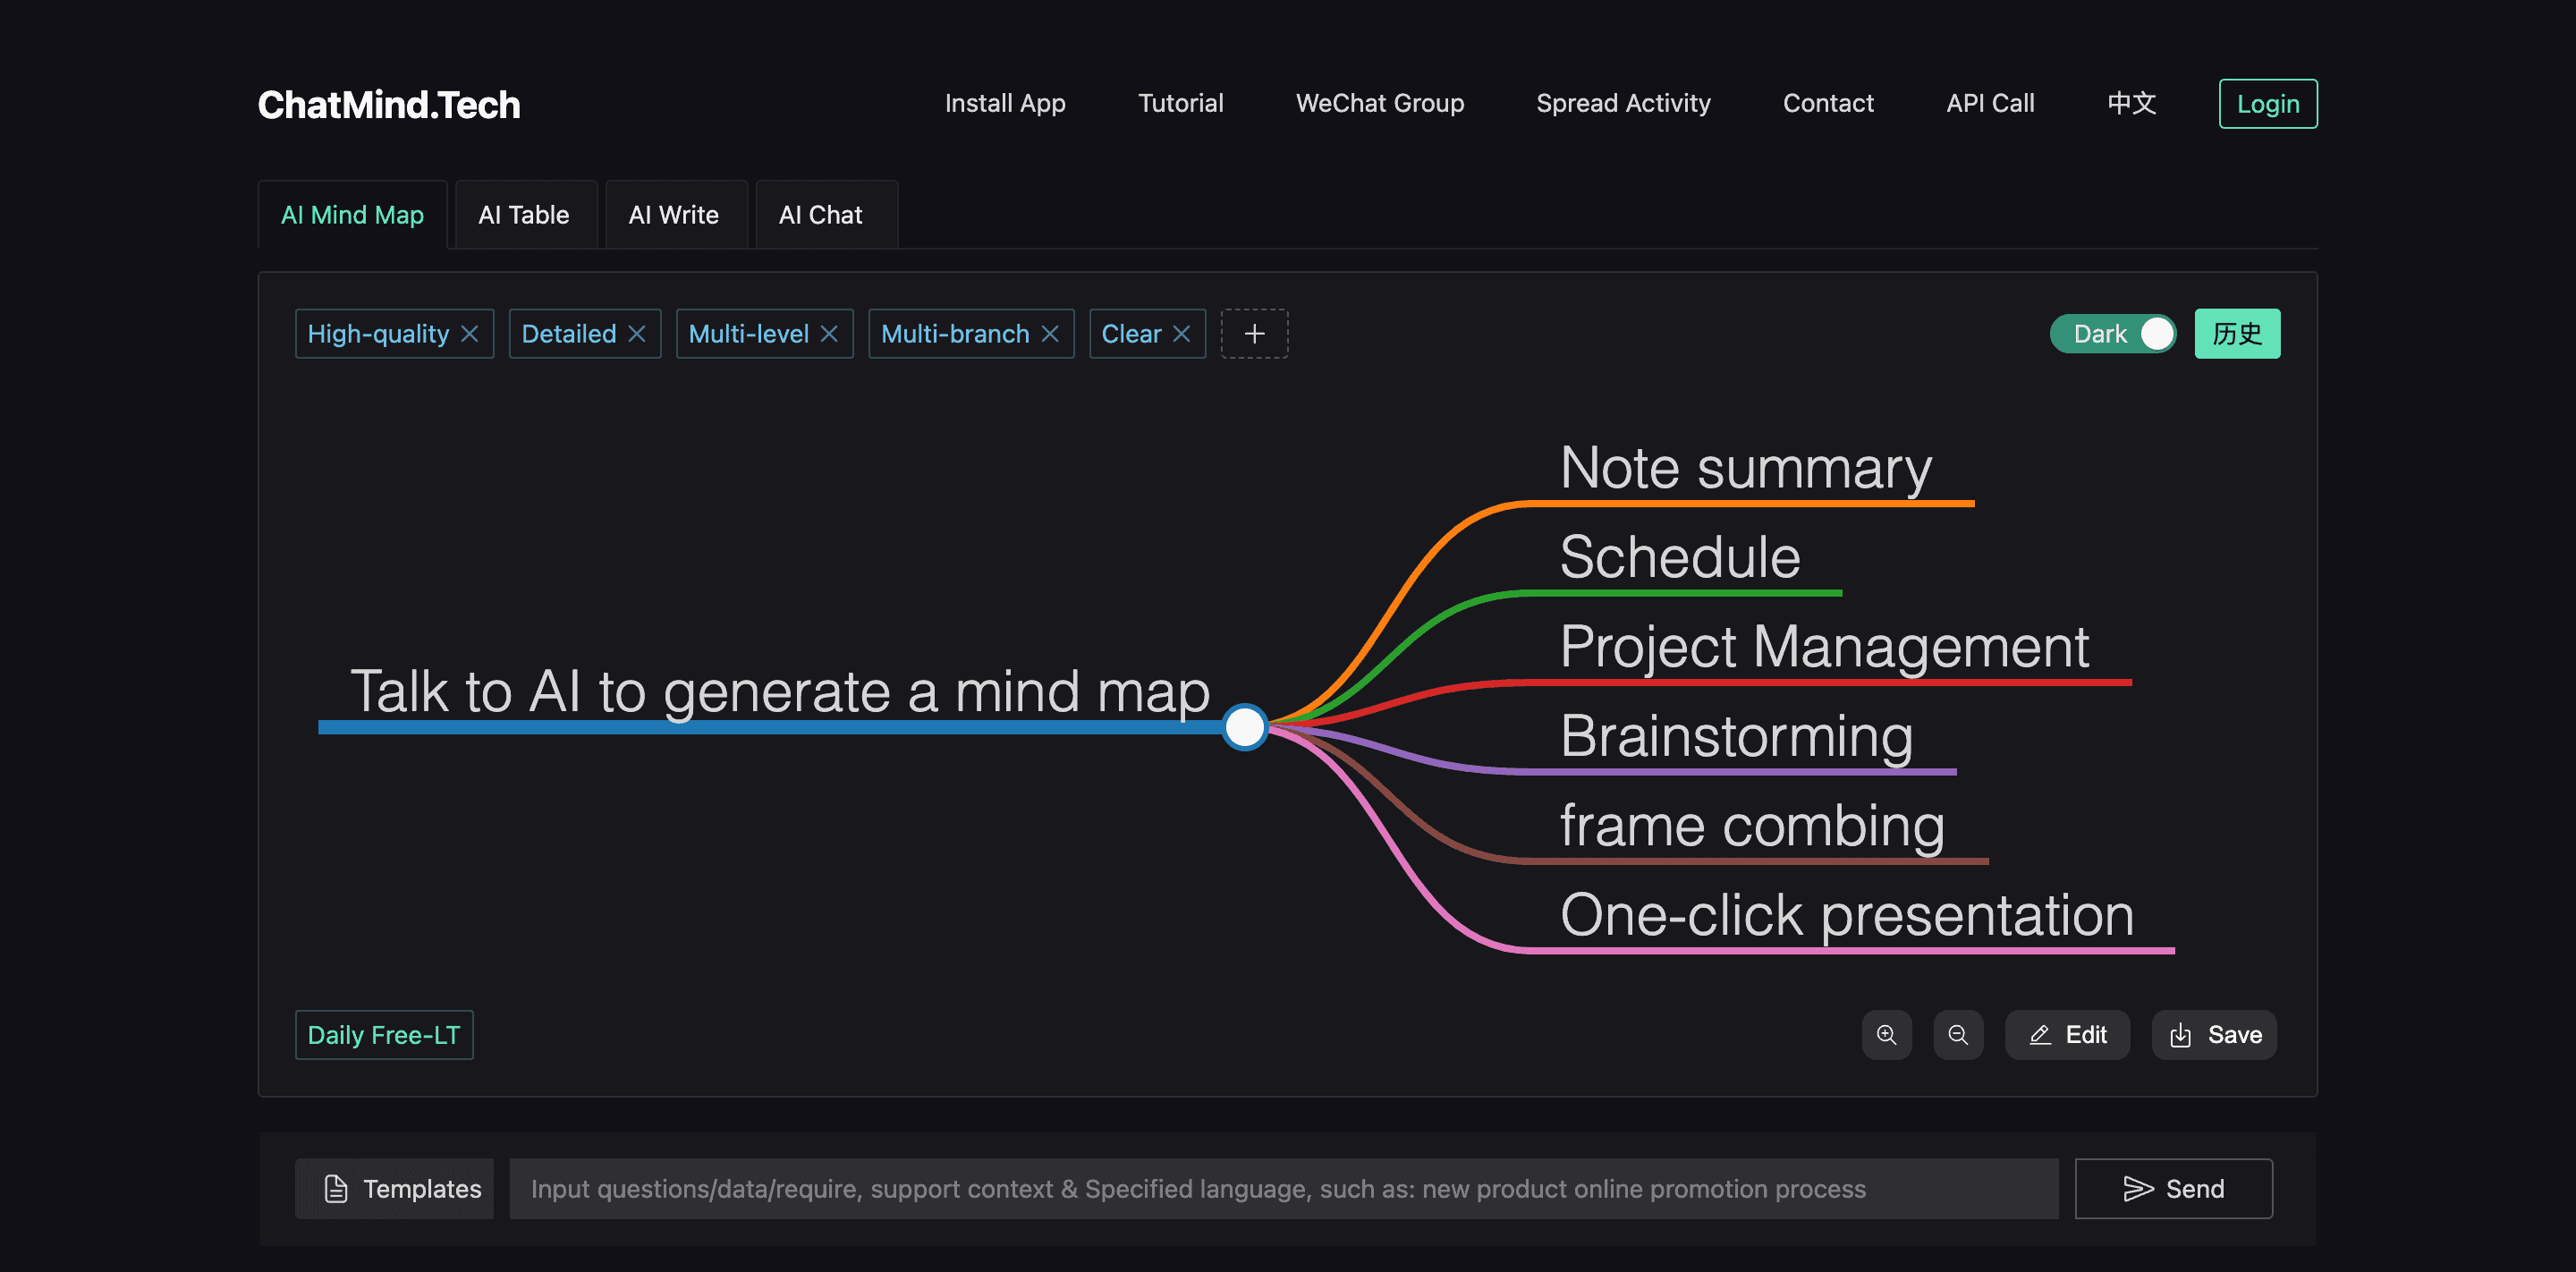 ChatMind.Tech
Install App
Tutorial
WeChat Group
Spread Activity
Contact
API Call
中文
Login
AI Mind Map
AI Table
AI Write
AI Chat
High-quality
Detailed
Multi-level
Multi-branch
Clear
Dark
历史
Talk to AI to generate a mind map
Note summary
Schedule
Project Management
Brainstorming
frame combing
One-click presentation
Daily Free-LT
Edit
Save
Templates
Input questions/data/require, support context & Specified language, such as: new product online promotion process
Send